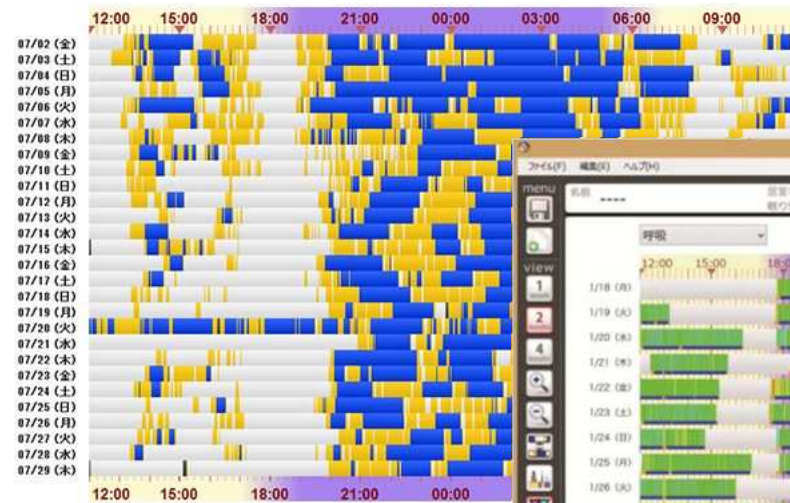 12:00 15:00 18:00 21:00 00:00 03:00 06:00 09:00
07/02 (金)
07/03 (土)
07/04 (日)
07/05 (月)
07/06 (火)
07/07 (水)
07/08 (木)
07/09 (金)
07/10 (土)
07/11 (日)
07/12 (月)
07/13 (火)
07/14 (水)
07/15 (木)
07/16 (金)
07/17 (土)
07/18 (日)
07/19 (月)
07/20 (火)
07/21 (水)
07/22 (木)
07/23 (金)
07/24 (土)
07/25 (日)
07/26 (月)
07/27 (火)
07/28 (水)
07/29 (木)
12:00 15:00 18:00 21:00 00:00
ファイル(F) 編集(E) ヘルプ(H)
menu
名前 ----
呼吸
view
12:00 15:00 18:0
1
2
4
1/18 (月)
1/19 (火)
1/20 (水)
1/21 (木)
1/22 (金)
1/23 (土)
1/24 (日)
1/25 (月)
1/26 (火)